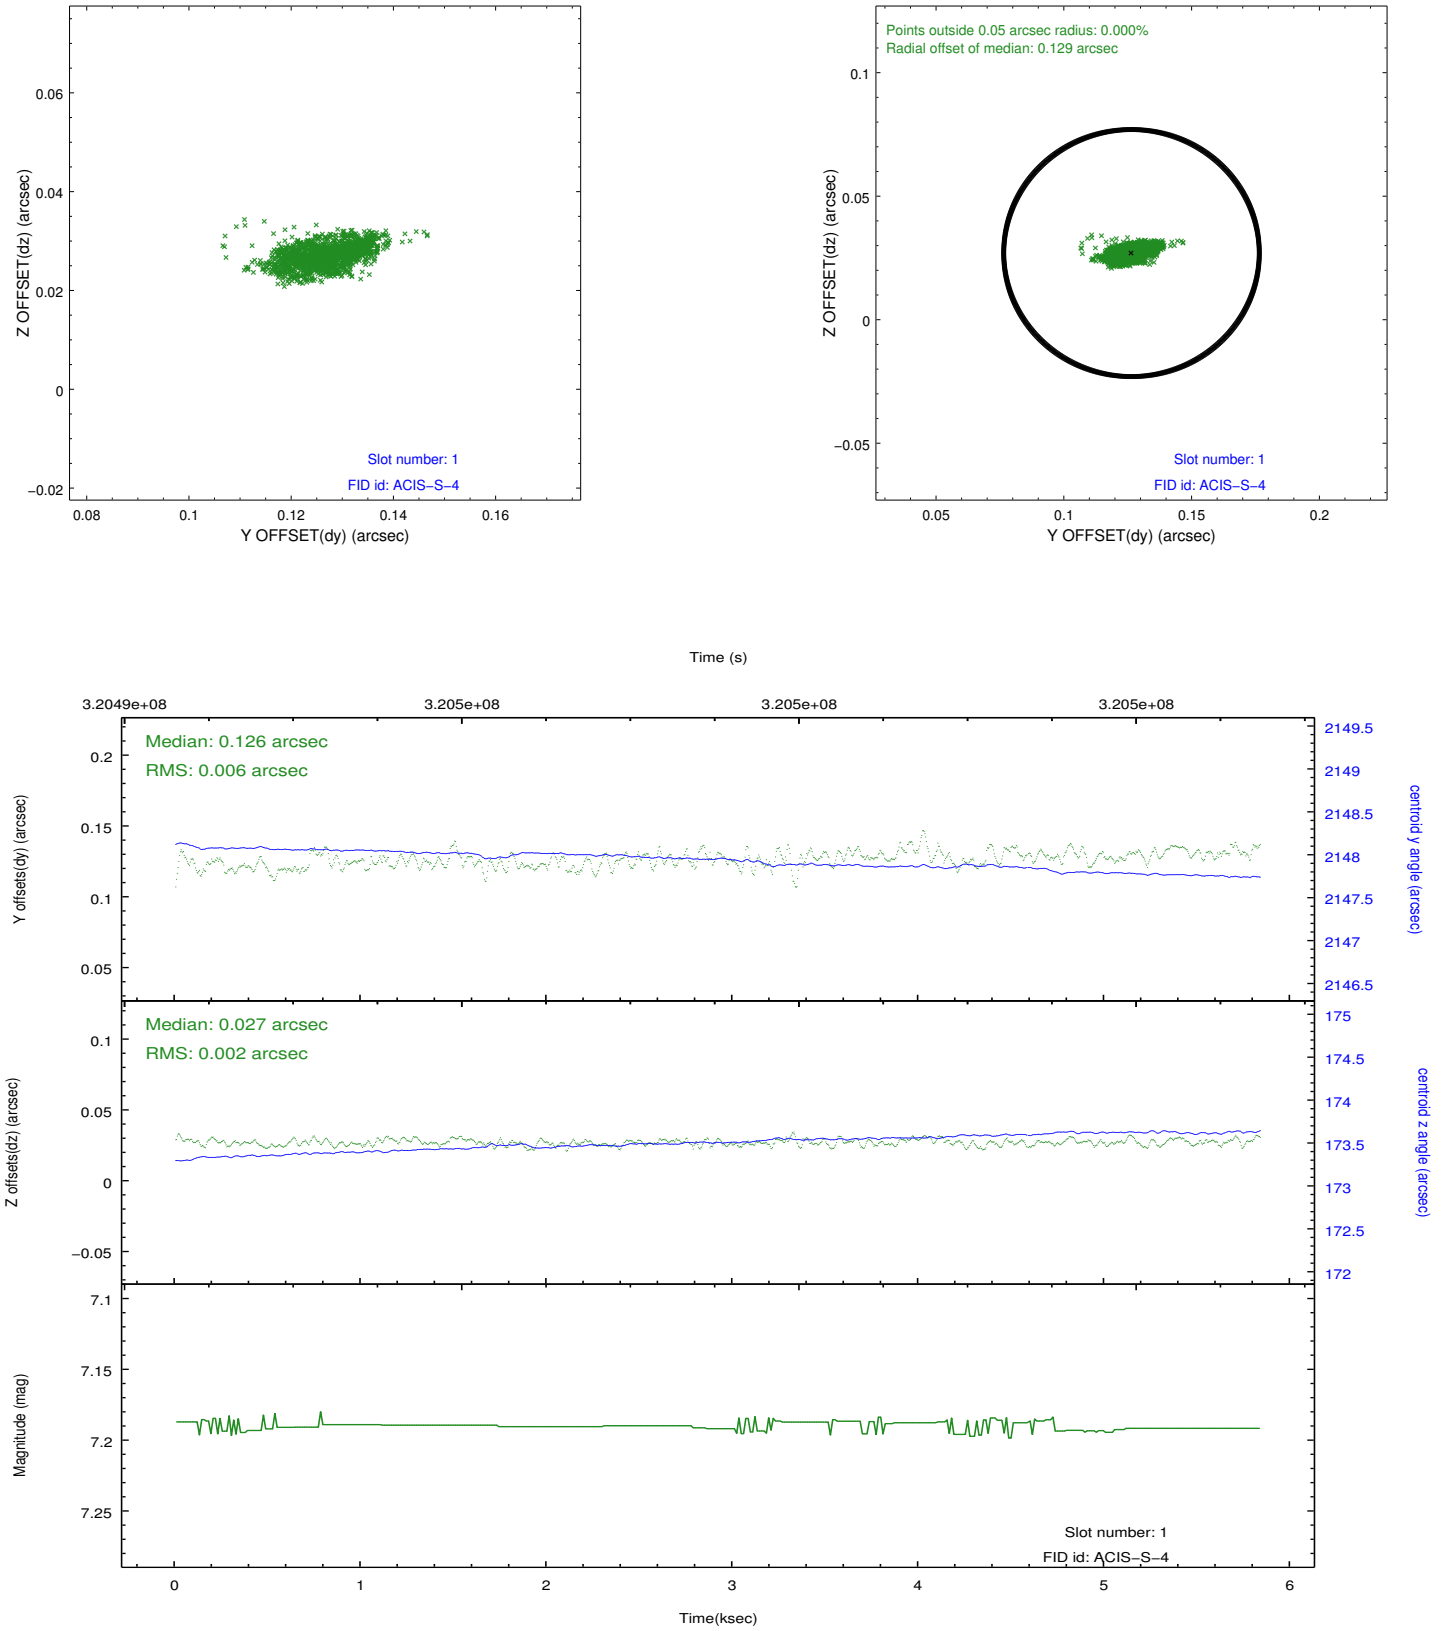 0.06
0.04
0.02
0
−0.02
Z OFFSET(dz) (arcsec)
Slot number: 1
FID id: ACIS−S−4
0.08 0.1 0.12 0.14 0.16
Y OFFSET(dy) (arcsec)
Points outside 0.05 arcsec radius: 0.000%
Radial offset of median: 0.129 arcsec
0.1
0.05
0
−0.05
Z OFFSET(dz) (arcsec)
Slot number: 1
FID id: ACIS−S−4
0.05 0.1 0.15 0.2
Y OFFSET(dy) (arcsec)
Time (s)
3.2049e+08 3.205e+08 3.205e+08 3.205e+08
Median: 0.126 arcsec
RMS: 0.006 arcsec
0.2
0.15
0.1
0.05
Y offsets(dy) (arcsec)
2149.5
2149
2148.5
2148
2147.5
2147
2146.5
centroid y angle (arcsec)
Median: 0.027 arcsec
RMS: 0.002 arcsec
0.1
0.05
0
−0.05
Z offsets(dz) (arcsec)
175
174.5
174
173.5
173
172.5
172
centroid z angle (arcsec)
7.1
7.15
7.2
7.25
Magnitude (mag)
Slot number: 1
FID id: ACIS−S−4
0 1 2 3 4 5 6
Time(ksec)